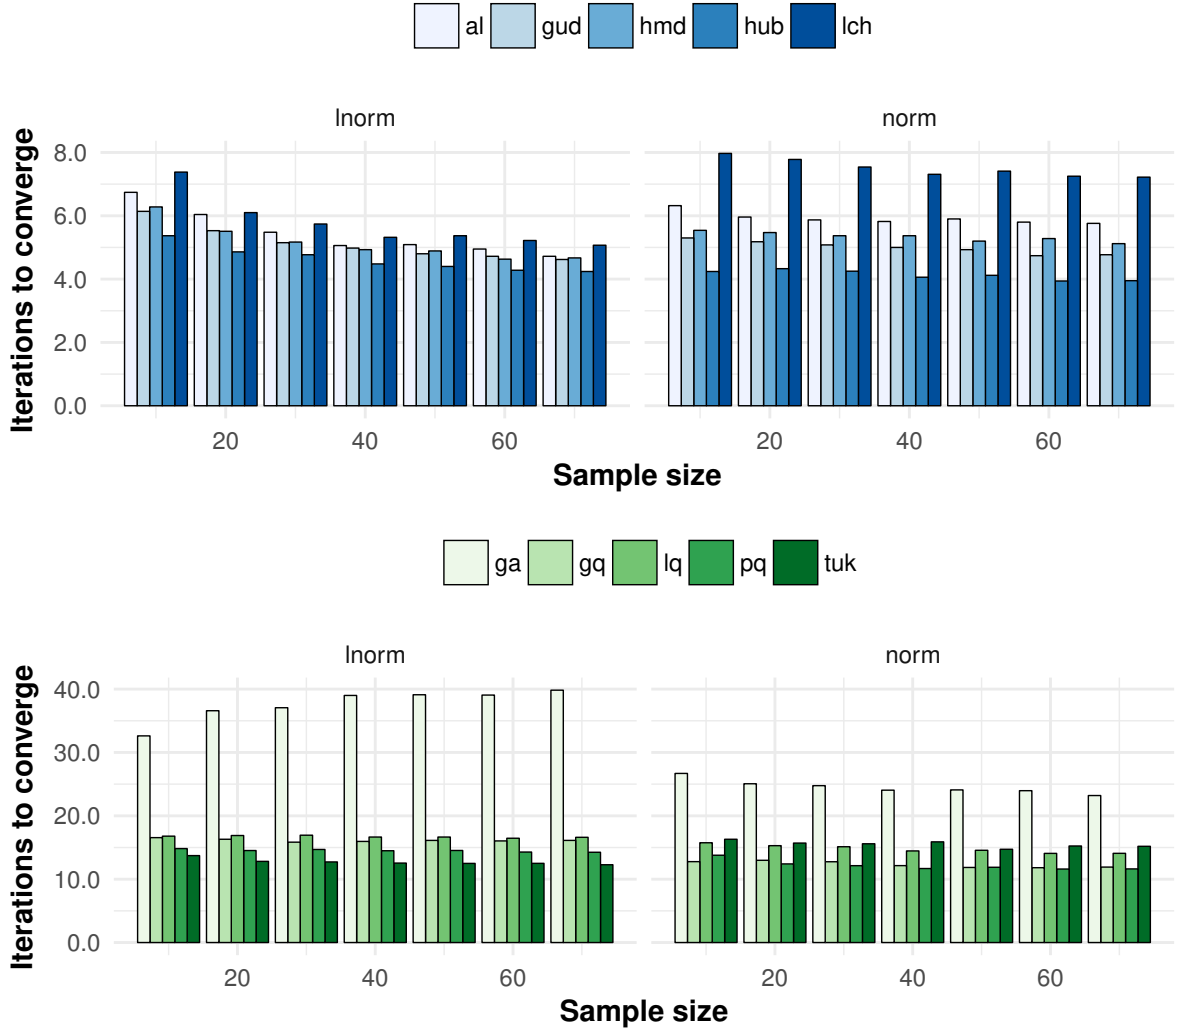 al gud hmd hub lch
lnorm norm
Iterations to converge
8.0
6.0
4.0
2.0
0.0
20 40 60 20 40 60
Sample size
ga gq lq pq tuk
lnorm norm
Iterations to converge
40.0
30.0
20.0
10.0
0.0
20 40 60 20 40 60
Sample size